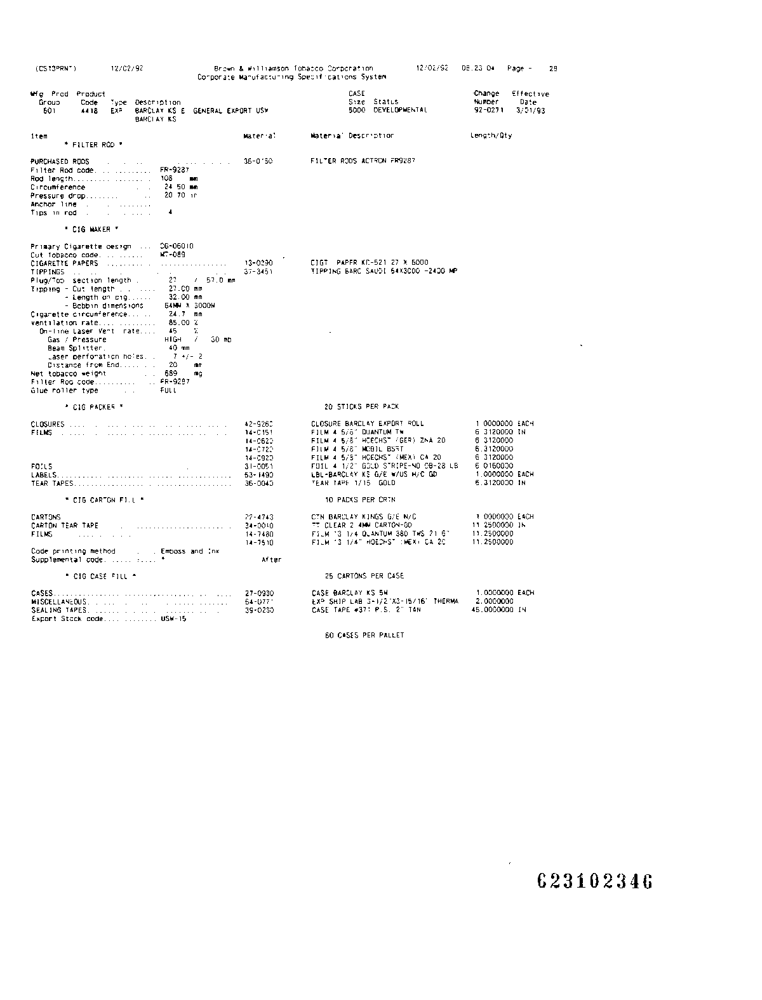 (CS13PRNT) 12/02/92 Brown & Williamson Tobacco Corporation 12/02/92 08.23.04 Page - 28
Corporate Manufacturing Specifications System
Mfg Prod Product CASE Change Effective
Group Code Type Description Size Status Number Date
601 4418 EXP BARCLAY KS E GENERAL EXPORT USW 5000 DEVELOPMENTAL 92-0271 3/01/93
BARCLAY KS
Item Material Material Description Length/Qty
* FILTER ROD *
PURCHASED RODS 36-0160 FILTER RODS ACTRON FR9287
Filter Rod code............ FR-9287
Rod length................. 108 mm
Circumference 24.50 mm
Pressure drop........ 20.70 in
Anchor line
Tips in rod 4
* CIG MAKER *
Primary Cigarette design ... CG-06010
Cut tobacco code......... WT-089
CIGARETTE PAPERS 13-0290 CIGT. PAPER KC-521 27 X 6000
TIPPINGS 37-3451 TIPPING BARC SAUDI 64X3000 -2400 MP
Plug/Tob. section length 27 / 57.0 mm
Tipping - Cut length 27.00 mm
- Length on cig...... 32.00 mm
- Bobbin dimensions 64MM X 3000M
Cigarette circumference...... 24.7 mm
Ventilation rate............ 85.00 %
On-line Laser Vent. rate.... 45 %
Gas / Pressure HIGH / 30 mb
Beam Splitter. 40 mm
Laser perforation holes.. 7 +/- 2
Distance from End....... 20 mm
Net tobacco weight 689 mg
Filter Rod code.......... FR-9287
Glue roller type FULL
* CIG PACKER * 20 STICKS PER PACK
CLOSURES 42-9260 CLOSURE BARCLAY EXPORT ROLL 1.0000000 EACH
FILMS 14-0151 FILM 4 5/8" QUANTUM TW 6.3120000 IN
14-0620 FILM 4 5/8" HOECHST (GER) ZNA 20 6.3120000
14-0720 FILM 4 5/8" MOBIL BSRT 6.3120000
14-0920 FILM 4 5/8" HOECHST (MEX) CA 20 6.3120000
FOILS 31-0051 FOIL 4 1/2" GOLD STRIPE-NO OB-28 LB 6.0160000
LABELS 53-1490 LBL-BARCLAY KS G/E W/US H/C GD 1.0000000 EACH
TEAR TAPES 36-0040 TEAR TAPE 1/16" GOLD 6.3120000 IN
* CIG CARTON FILL * 10 PACKS PER CRTN
CARTONS 22-4743 CTN BARCLAY KINGS G/E N/C 1.0000000 EACH
CARTON TEAR TAPE 34-0010 TT CLEAR 2.4MM CARTON-GD 11.2500000 IN
FILMS 14-7480 FILM 13 1/4 QUANTUM 380 TWS 21 6" 11.2500000
14-7510 FILM 13 1/4" HOECHST (MEX) CA 20 11.2500000
Code printing method Emboss and Ink
Supplemental code * After
* CIG CASE FILL * 25 CARTONS PER CASE
CASES 27-0930 CASE BARCLAY KS 5M 1.0000000 EACH
MISCELLANEOUS 64-0771 EXP SHIP LAB 3-1/2"X3-15/16" THERMA 2.0000000
SEALING TAPES 39-0230 CASE TAPE #371 P.S. 2" TAN 46.0000000 IN
Export Stock code........... USW-15
60 CASES PER PALLET
623102346